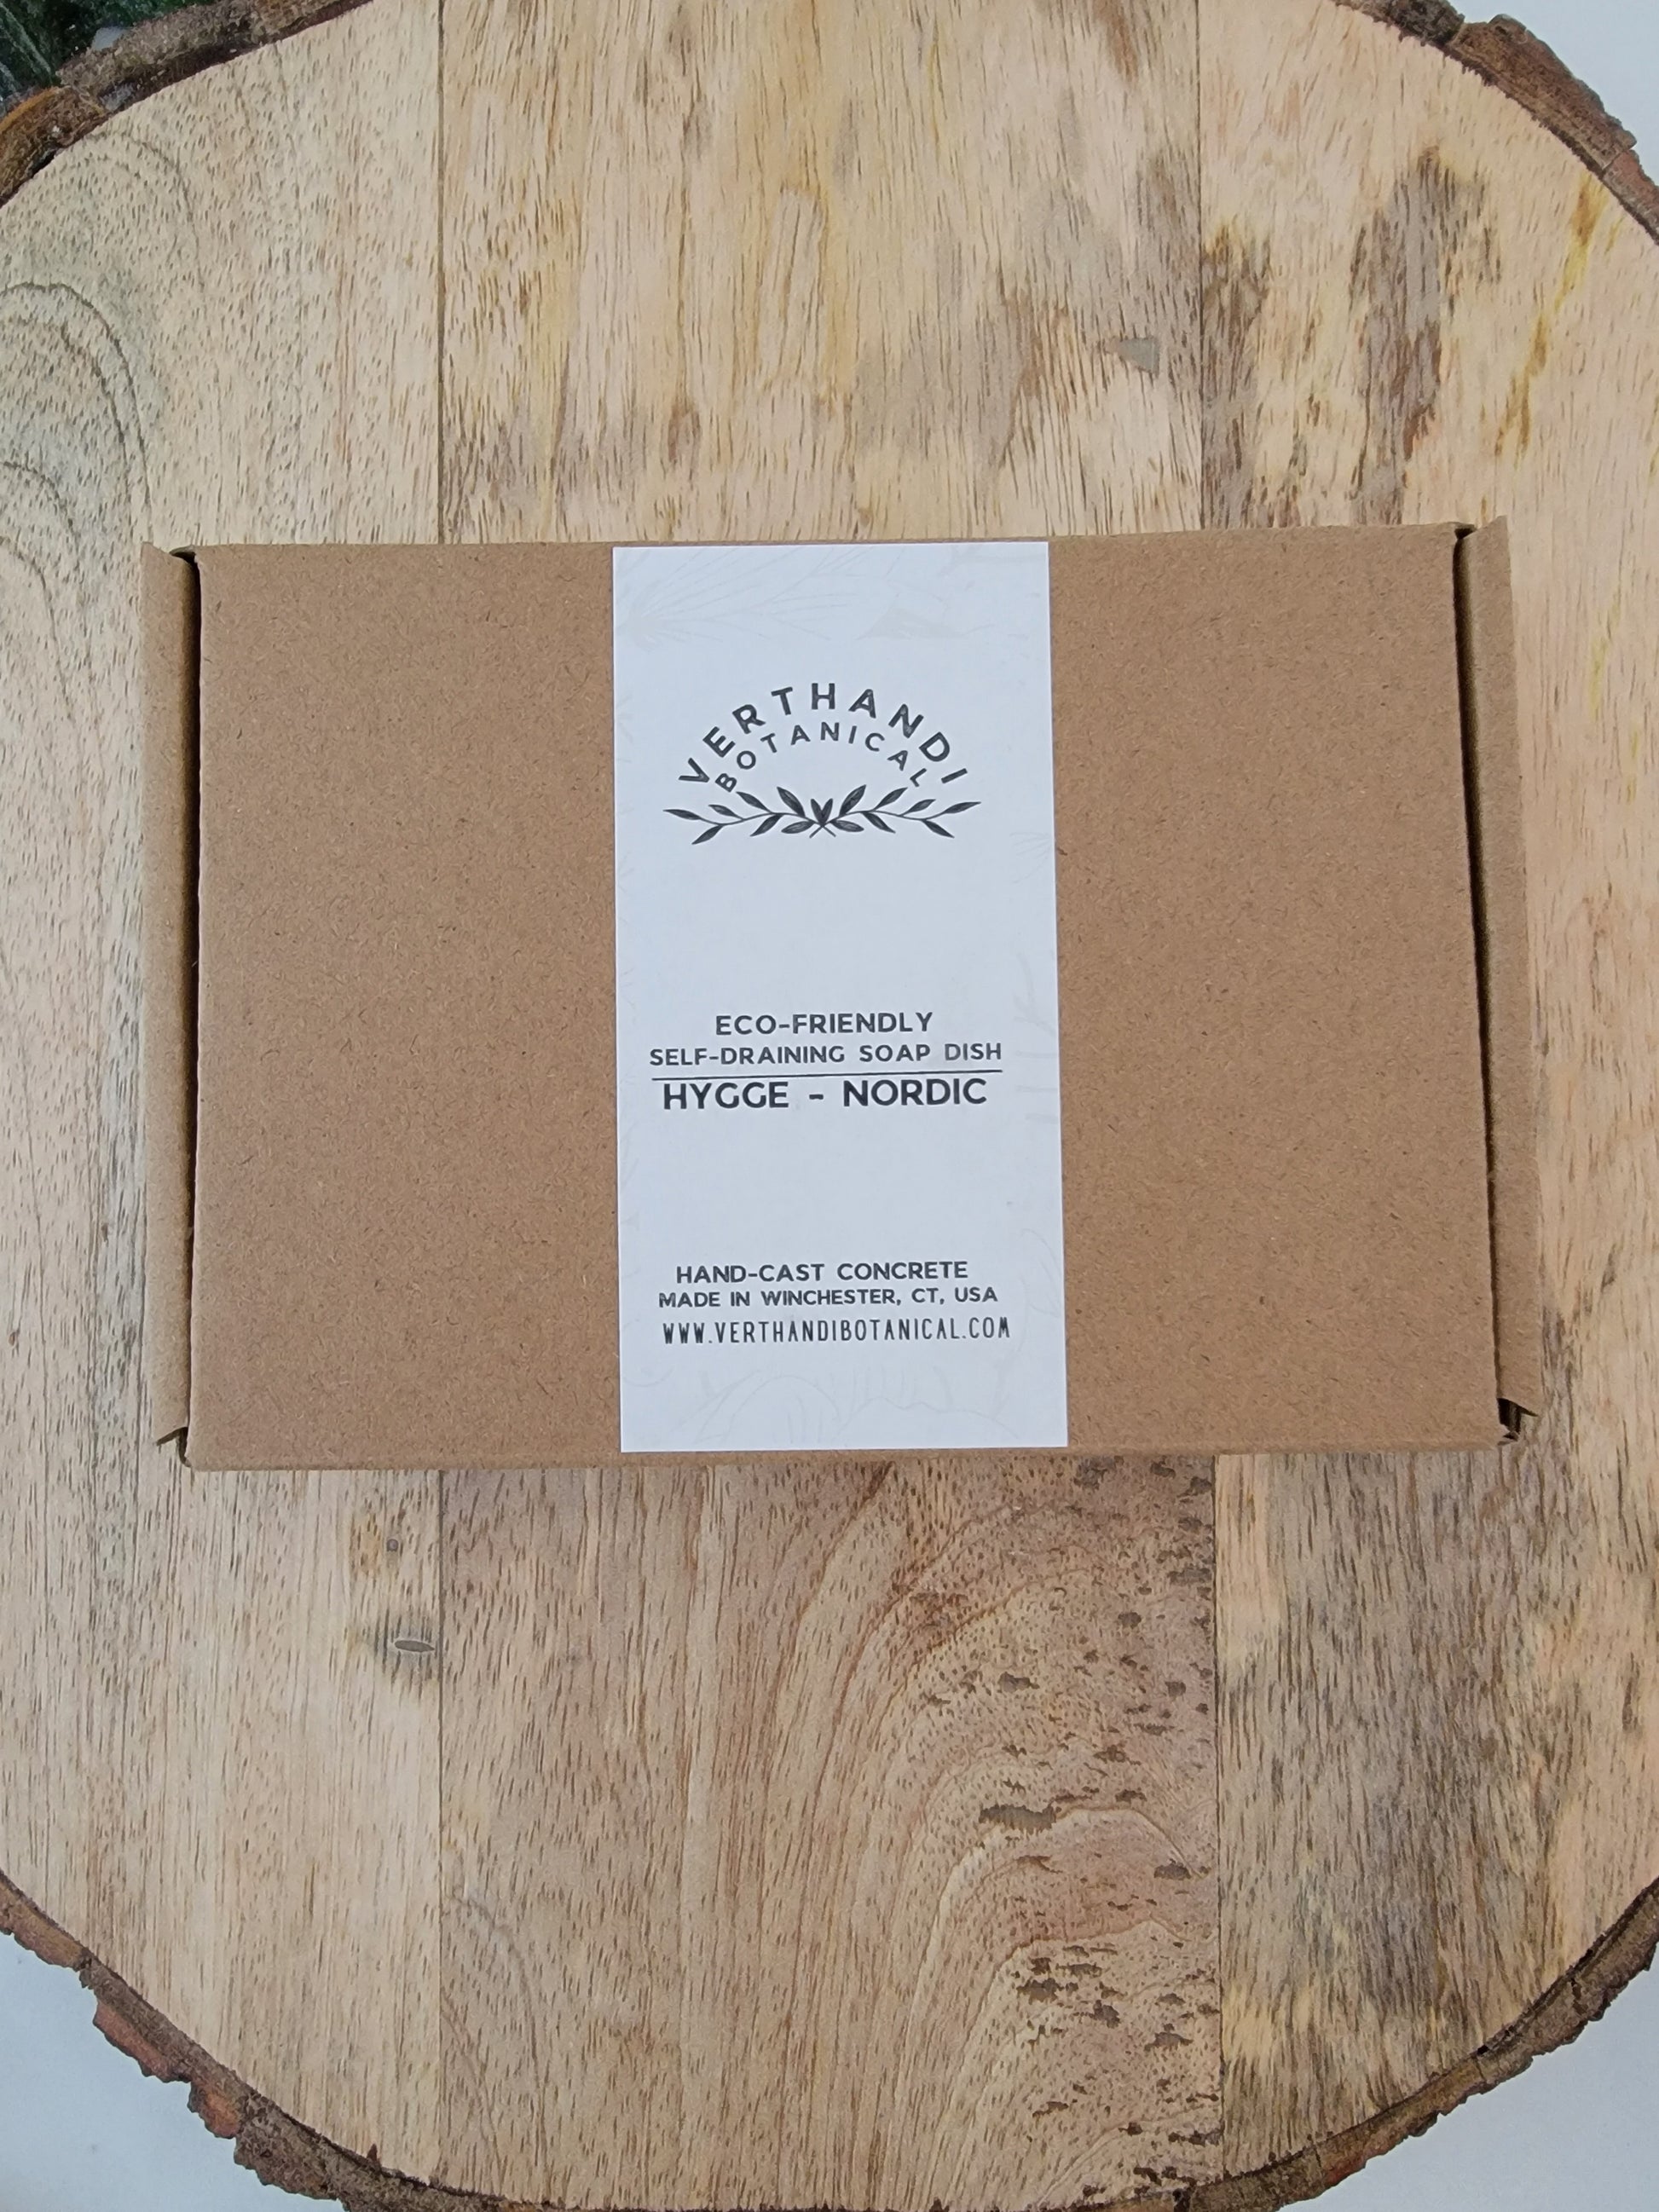 VERTHANDI
BOTANICAL
ECO-FRIENDLY
SELF-DRAINING SOAP DISH
HYGGE - NORDIC
HAND-CAST CONCRETE
MADE IN WINCHESTER, CT, USA
WWW.VERTHANDIBOTANICAL.COM